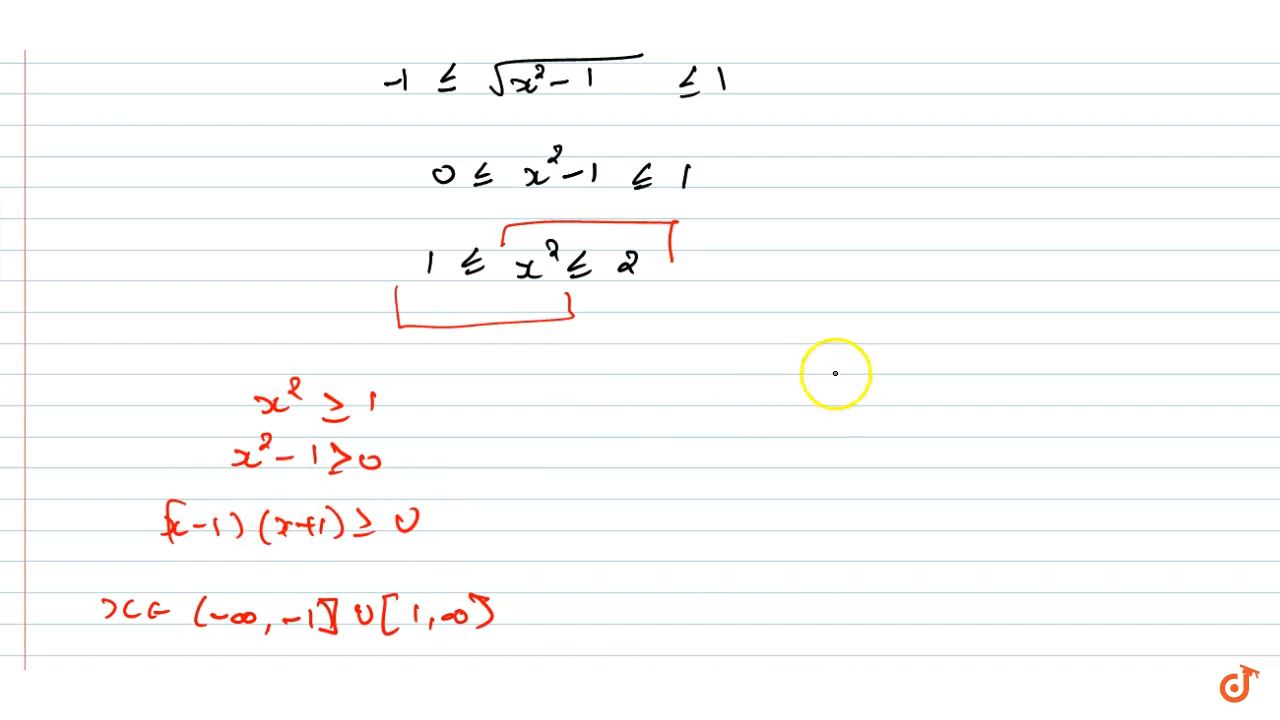 -1 ≤ √(x² - 1) ≤ 1
0 ≤ x² - 1 ≤ 1
1 ≤ x² ≤ 2
x² ≥ 1
x² - 1 ≥ 0
(x - 1) (x + 1) ≥ 0
x ∈ (-∞, -1] ∪ [1, ∞)